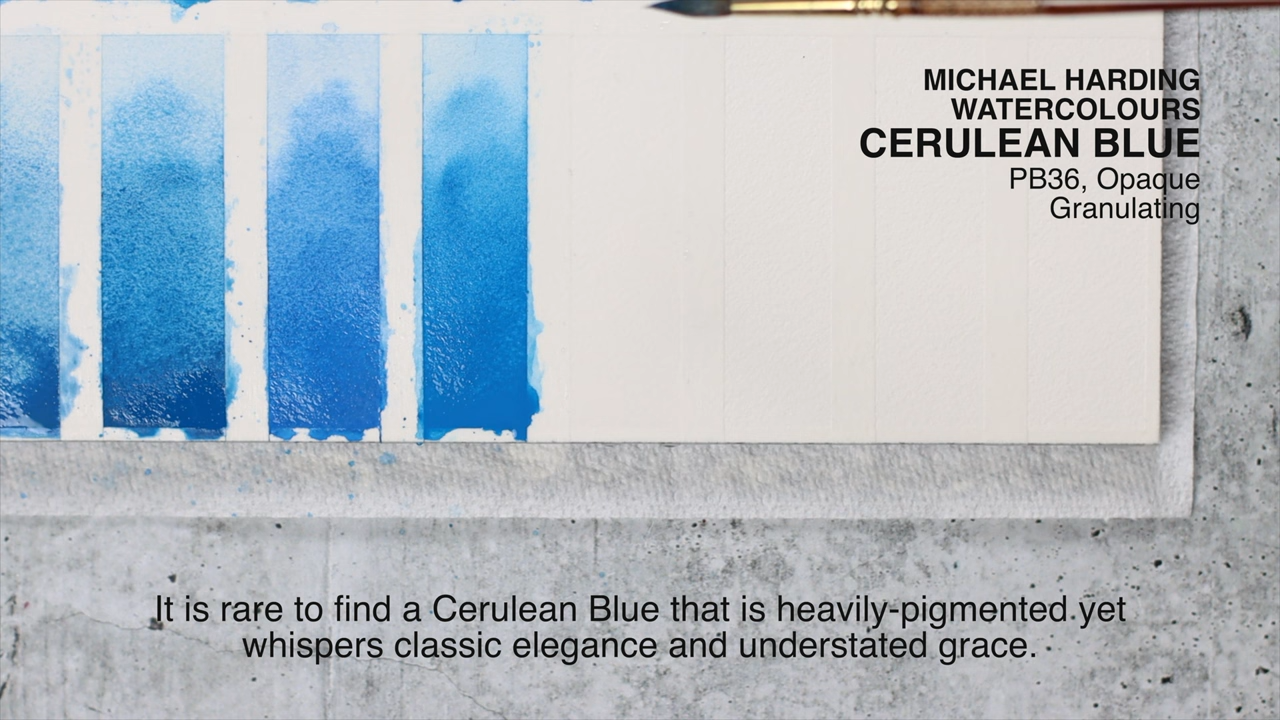 MICHAEL HARDING
WATERCOLOURS
CERULEAN BLUE
PB36, Opaque
Granulating
It is rare to find a Cerulean Blue that is heavily-pigmented yet
whispers classic elegance and understated grace.